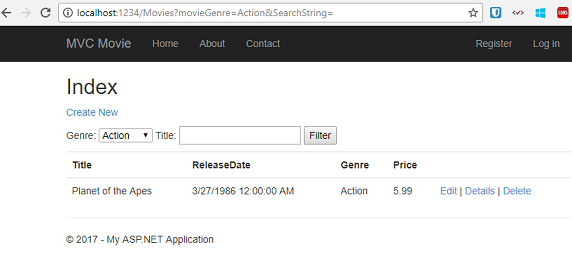 localhost:1234/Movies?movieGenre=Action&SearchString=
MVC Movie Home About Contact Register Log in
Index
Create New
Genre: Action Title: Filter
Title ReleaseDate Genre Price
Planet of the Apes 3/27/1986 12:00:00 AM Action 5.99 Edit | Details | Delete
© 2017 - My ASP.NET Application